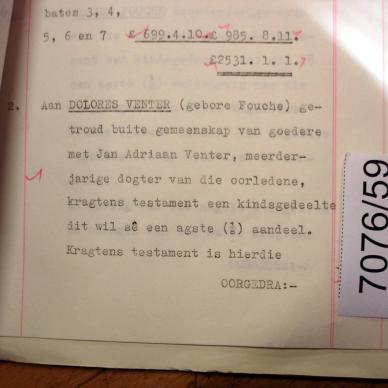 baten 3, 4,
5, 6 en 7 £ 699.4.10. £ 985. 8.11.
£2531. 1. 1.
2. Aan DOLORES VENTER (gebore Fouche) ge-
troud buite gemeenskap van goedere
met Jan Adriaan Venter, meerder-
jarige dogter van die oorledene,
kragtens testament een kindsgedeelte
dit wil sê een agste (⅛) aandeel.
Kragtens testament is hierdie
OORGEDRA:-
7076/59